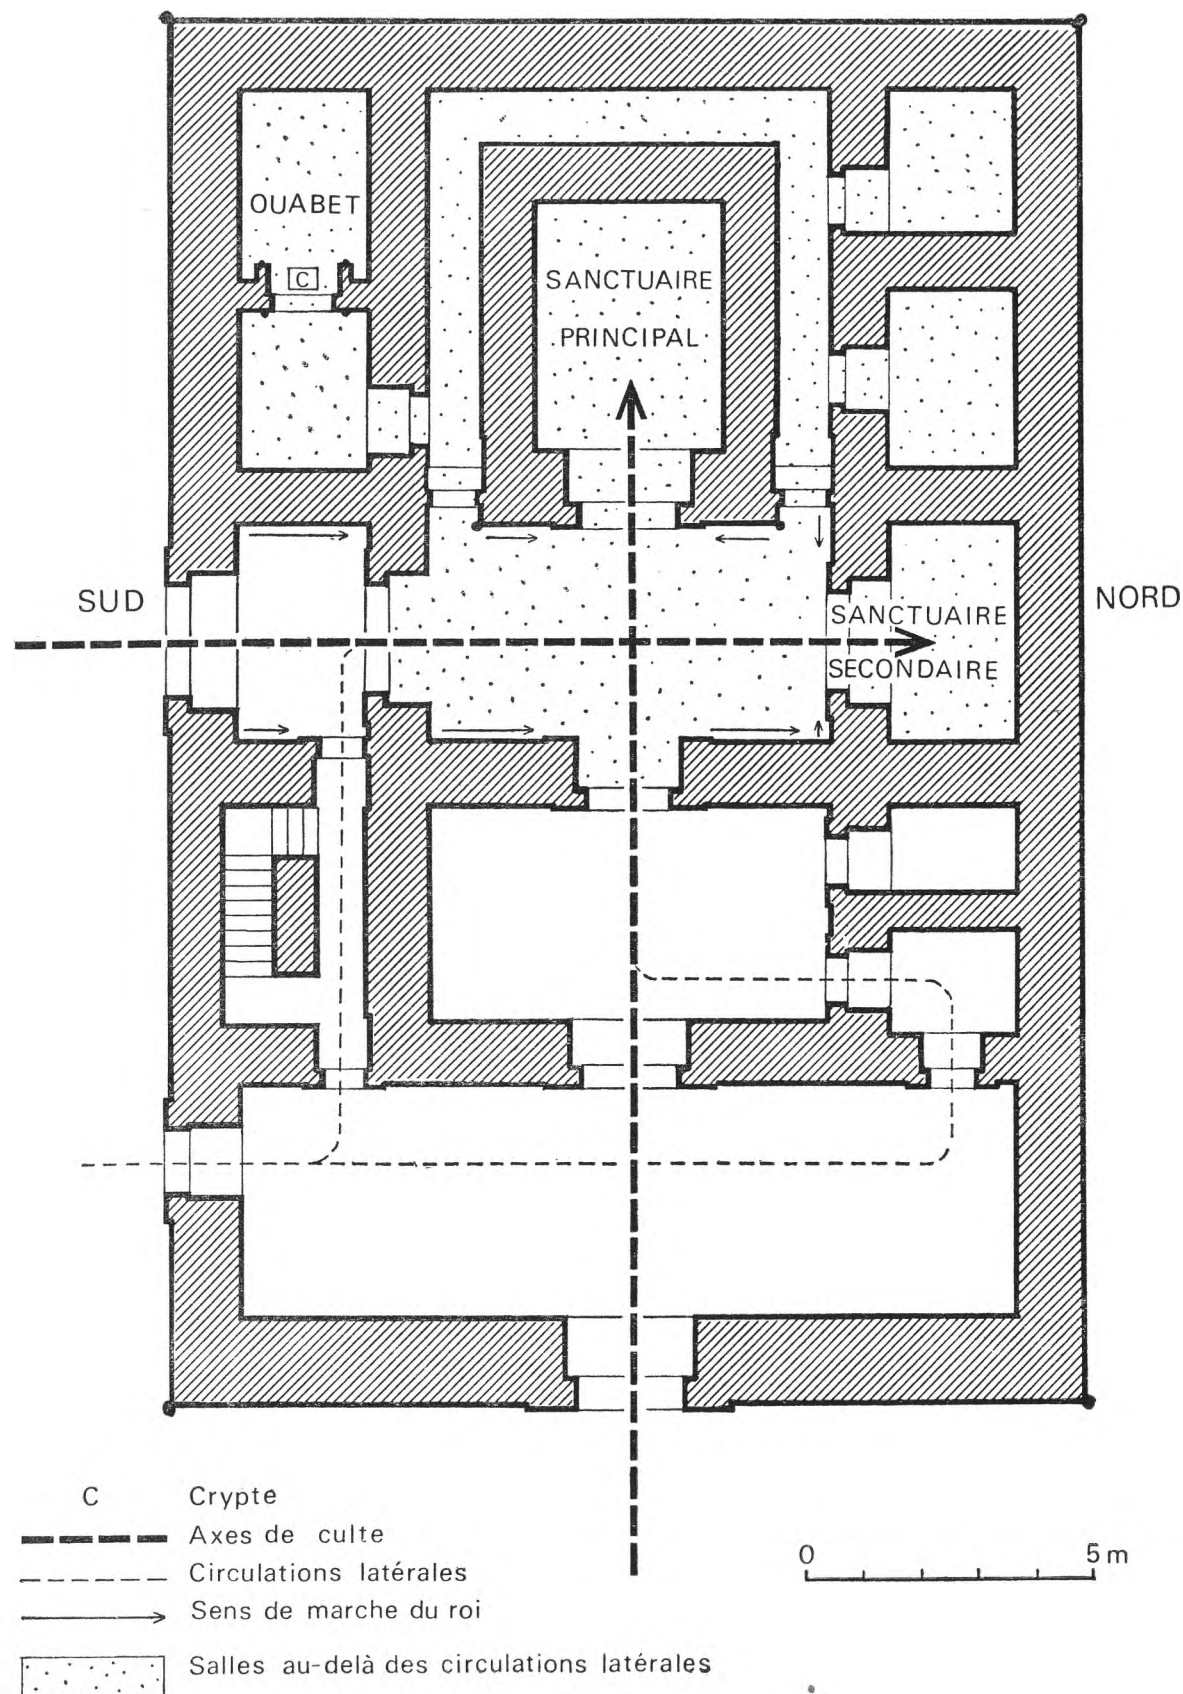 OUABET
C
SANCTUAIRE
PRINCIPAL
SUD
NORD
SANCTUAIRE
SECONDAIRE
C Crypte
Axes de culte
Circulations latérales
Sens de marche du roi
Salles au-delà des circulations latérales
0 5 m